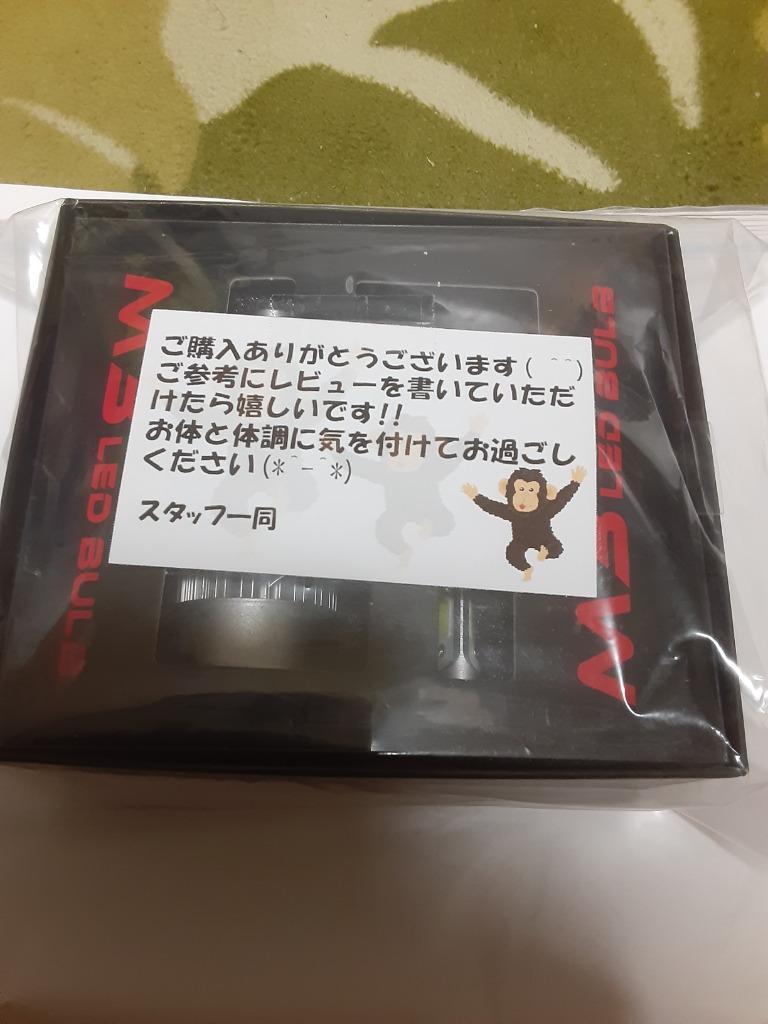 ご購入ありがとうございます( ＾＾)
ご参考にレビューを書いていただ
けたら嬉しいです!!
お体と体調に気を付けてお過ごし
ください(*＾-＾*)
スタッフ一同
M3 LED BULB
M3 LED BULB